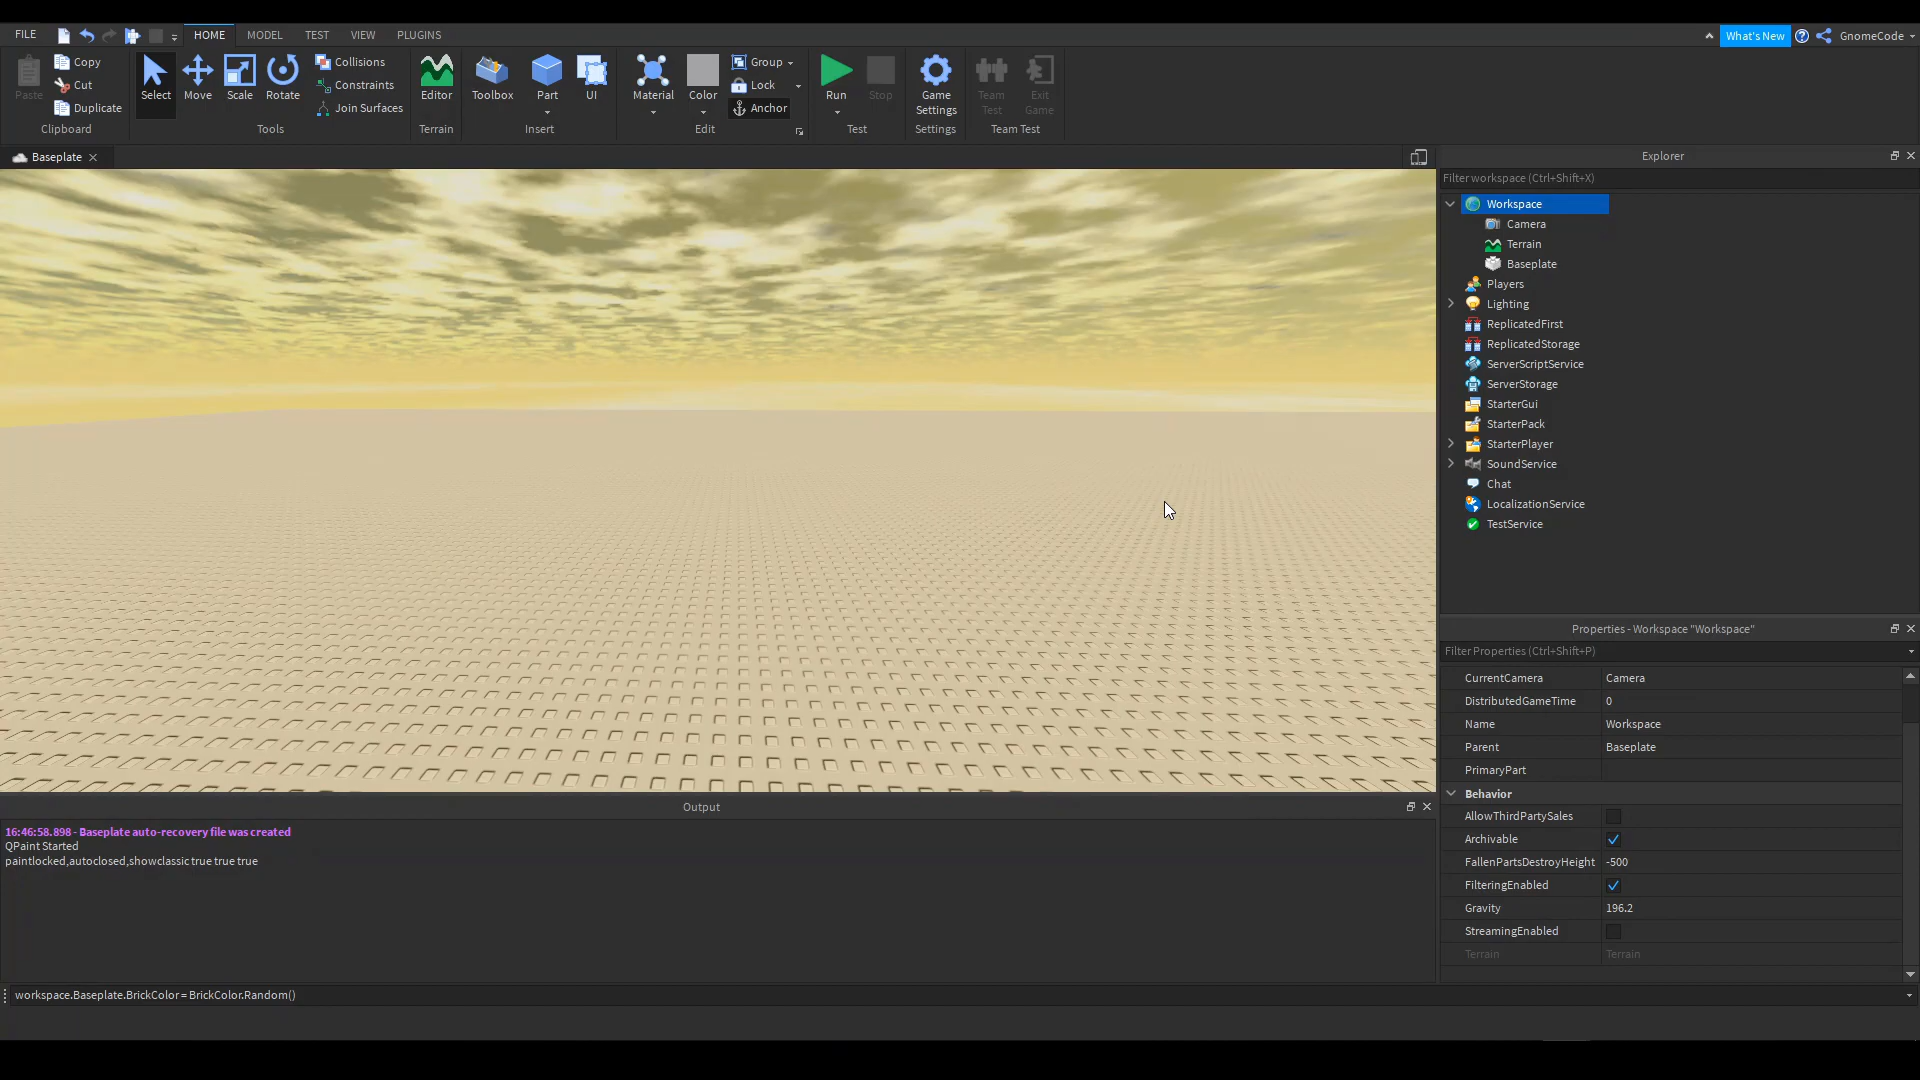 FILE HOME MODEL TEST VIEW PLUGINS What's New GnomeCode
Paste Copy Cut Duplicate Clipboard
Select Move Scale Rotate Collisions Constraints Join Surfaces Tools
Editor Terrain
Toolbox Part UI Insert
Material Color Group Lock Anchor Edit
Run Stop Test
Game Settings Settings
Team Test Exit Game Team Test
Baseplate
Explorer
Filter workspace (Ctrl+Shift+X)
Workspace
Camera
Terrain
Baseplate
Players
Lighting
ReplicatedFirst
ReplicatedStorage
ServerScriptService
ServerStorage
StarterGui
StarterPack
StarterPlayer
SoundService
Chat
LocalizationService
TestService
Properties - Workspace "Workspace"
Filter Properties (Ctrl+Shift+P)
CurrentCamera Camera
DistributedGameTime 0
Name Workspace
Parent Baseplate
PrimaryPart
Behavior
AllowThirdPartySales
Archivable
FallenPartsDestroyHeight -500
FilteringEnabled
Gravity 196.2
StreamingEnabled
Terrain Terrain
Output
16:46:58.898 - Baseplate auto-recovery file was created
QPaint Started
paintlocked,autoclosed,showclassic true true true
workspace.Baseplate.BrickColor = BrickColor.Random()